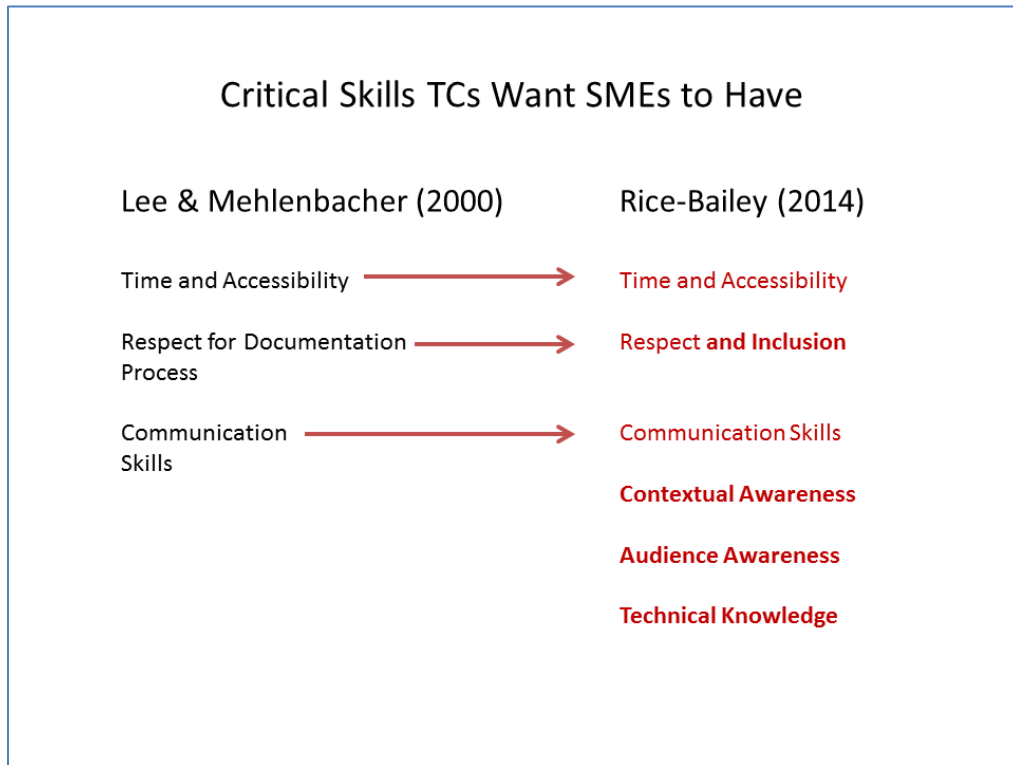 Critical Skills TCs Want SMEs to Have
Lee & Mehlenbacher (2000)
Rice-Bailey (2014)
Time and Accessibility
Time and Accessibility
Respect for Documentation
Process
Respect and Inclusion
Communication
Skills
Communication Skills
Contextual Awareness
Audience Awareness
Technical Knowledge